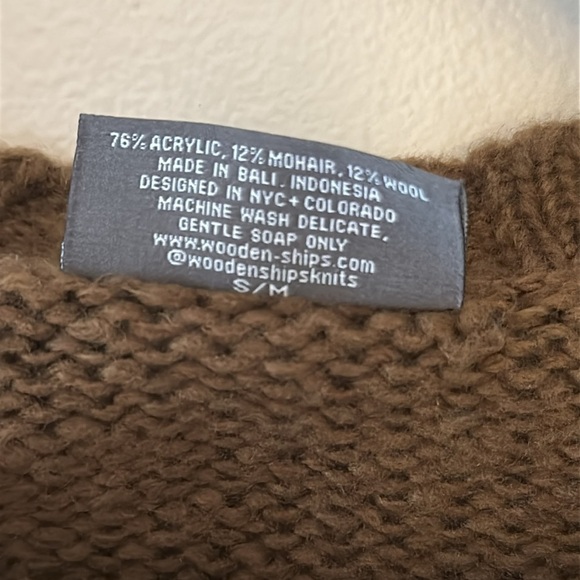 76% ACRYLIC, 12% MOHAIR, 12% WOOL
MADE IN BALI, INDONESIA
DESIGNED IN NYC + COLORADO
MACHINE WASH DELICATE,
GENTLE SOAP ONLY
www.wooden-ships.com
@woodenshipsknits
S/M